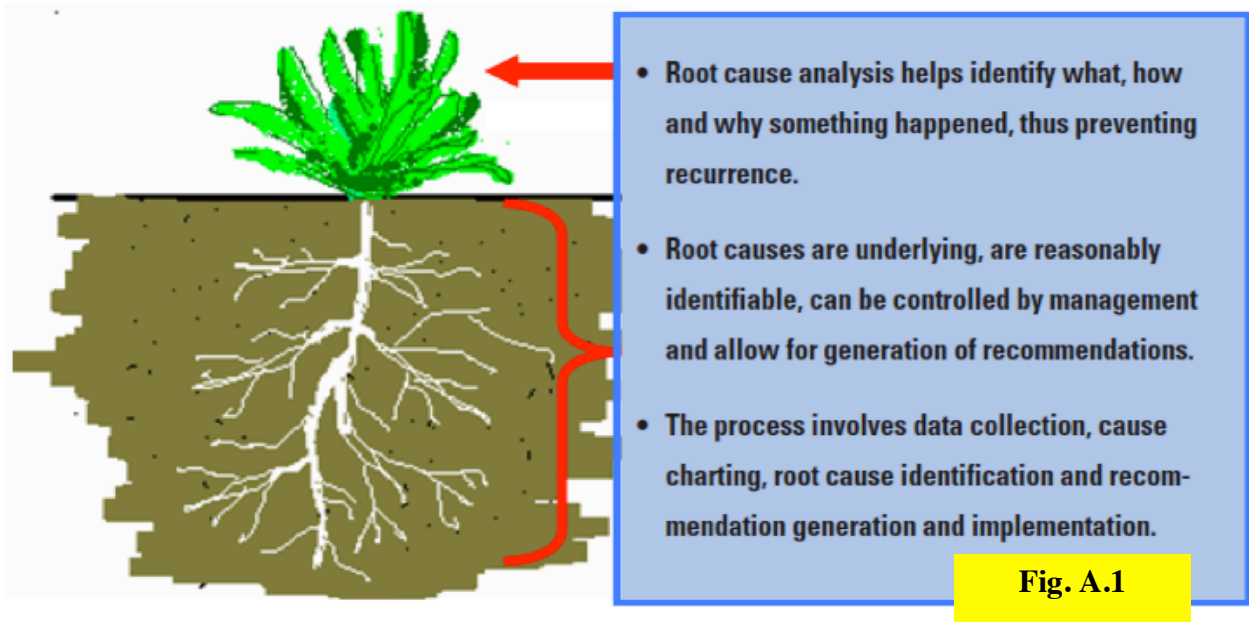 • Root cause analysis helps identify what, how
and why something happened, thus preventing
recurrence.
• Root causes are underlying, are reasonably
identifiable, can be controlled by management
and allow for generation of recommendations.
• The process involves data collection, cause
charting, root cause identification and recom-
mendation generation and implementation.
Fig. A.1